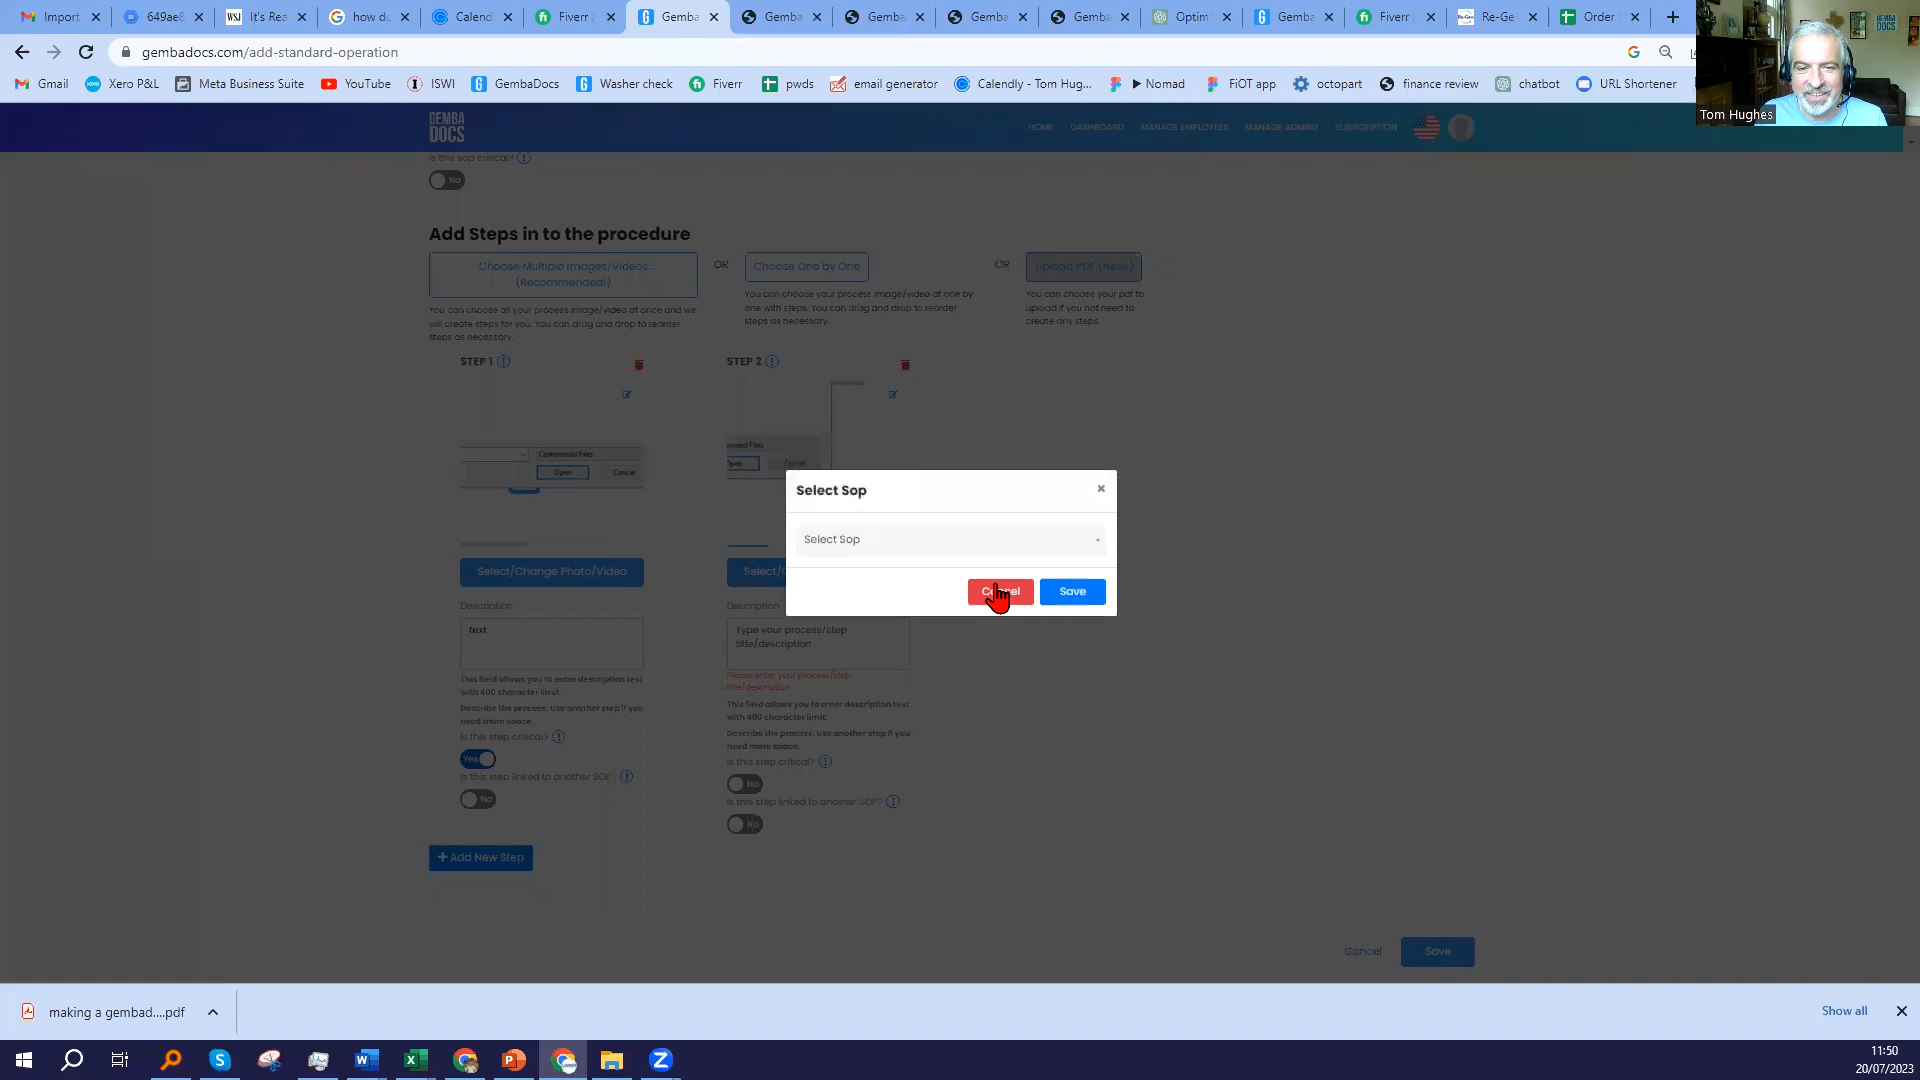 Import
649ae8
It's Rea
how do
Calendl
Fiverr
Gemba
Gemba
Gemba
Gemba
Gemba
Optim
Gemba
Fiverr
Re-Ge
Order
gembadocs.com/add-standard-operation
Gmail
Xero P&L
Meta Business Suite
YouTube
ISWI
GembaDocs
Washer check
Fiverr
pwds
email generator
Calendly - Tom Hug...
Nomad
FiOT app
octopart
finance review
chatbot
URL Shortener
Tom Hughes
GEMBA
DOCS
HOME
DASHBOARD
MANAGE EMPLOYEES
MANAGE ADMINS
SUBSCRIPTION
Is this sop critical?
No
Add Steps in to the procedure
Choose Multiple Images/Videos
(Recommended!)
OR
Choose One by One
OR
Upload PDF (New!)
You can choose all your process image/video at once and we
will create steps for you. You can drag and drop to reorder
steps as necessary.
You can choose your process image/video at one by
one with steps. You can drag and drop to reorder
steps as necessary.
You can choose your pdf to
upload if you not need to
create any steps.
STEP 1
STEP 2
Customised Files
Open
Cancel
Select/Change Photo/Video
Description
text
This field allows you to enter description text
with 400 character limit.
Describe the process. Use another step if you
need more space.
Is this step critical?
Yes
Is this step linked to another SOP
No
Description
Type your process/step
title/description
Please enter your process/step
title/description
This field allows you to enter description text
with 400 character limit.
Describe the process. Use another step if you
need more space.
Is this step critical?
No
Is this step linked to another SOP?
No
Select Sop
×
Select Sop
Save
+ Add New Step
Cancel
Save
making a gembad....pdf
Show all
11:50
20/07/2023